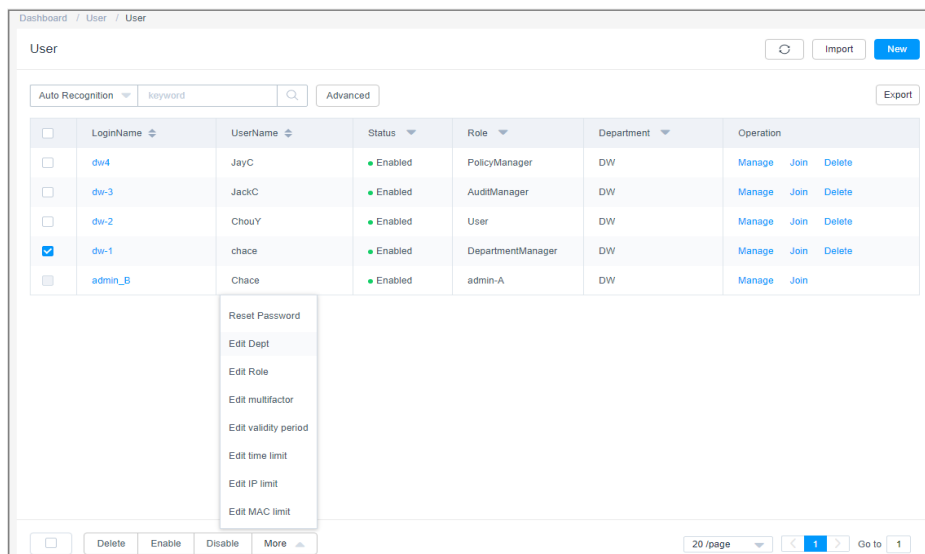 Dashboard / User / User
User Import New
Auto Recognition keyword Advanced Export
LoginName UserName Status Role Department Operation
dw4 JayC Enabled PolicyManager DW Manage Join Delete
dw-3 JackC Enabled AuditManager DW Manage Join Delete
dw-2 ChouY Enabled User DW Manage Join Delete
dw-1 chace Enabled DepartmentManager DW Manage Join Delete
admin_B Chace Enabled admin-A DW Manage Join
Reset Password
Edit Dept
Edit Role
Edit multifactor
Edit validity period
Edit time limit
Edit IP limit
Edit MAC limit
Delete Enable Disable More 20 /page < 1 > Go to 1